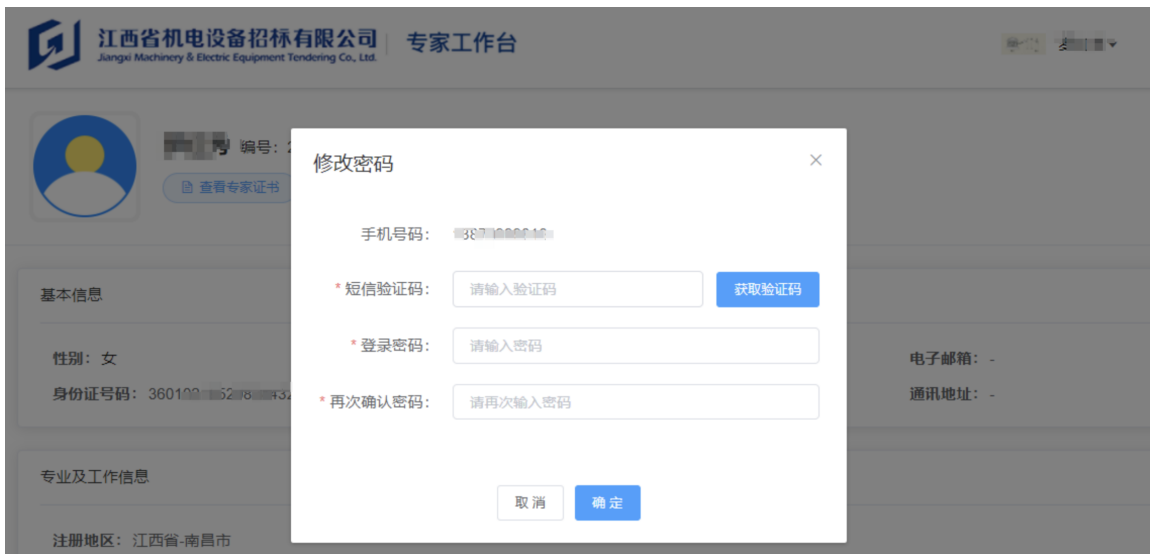 江西省机电设备招标有限公司 专家工作台
Jiangxi Machinery & Electric Equipment Tendering Co., Ltd.
编号:
查看专家证书
修改密码
手机号码:
基本信息
* 短信验证码: 请输入验证码 获取验证码
* 登录密码: 请输入密码
性别: 女
电子邮箱: -
身份证号码:
* 再次确认密码: 请再次输入密码
通讯地址: -
专业及工作信息
取消 确定
注册地区: 江西省-南昌市